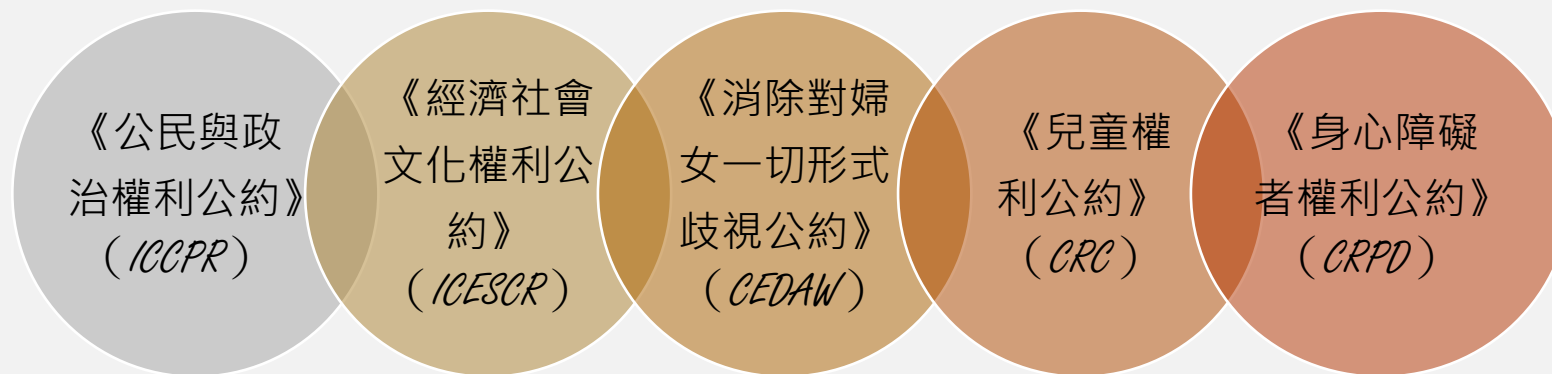 《公民與政
治權利公約》
（ICCPR）
《經濟社會
文化權利公
約》
（ICESCR）
《消除對婦
女一切形式
歧視公約》
（CEDAW）
《兒童權
利公約》
（CRC）
《身心障礙
者權利公約》
（CRPD）